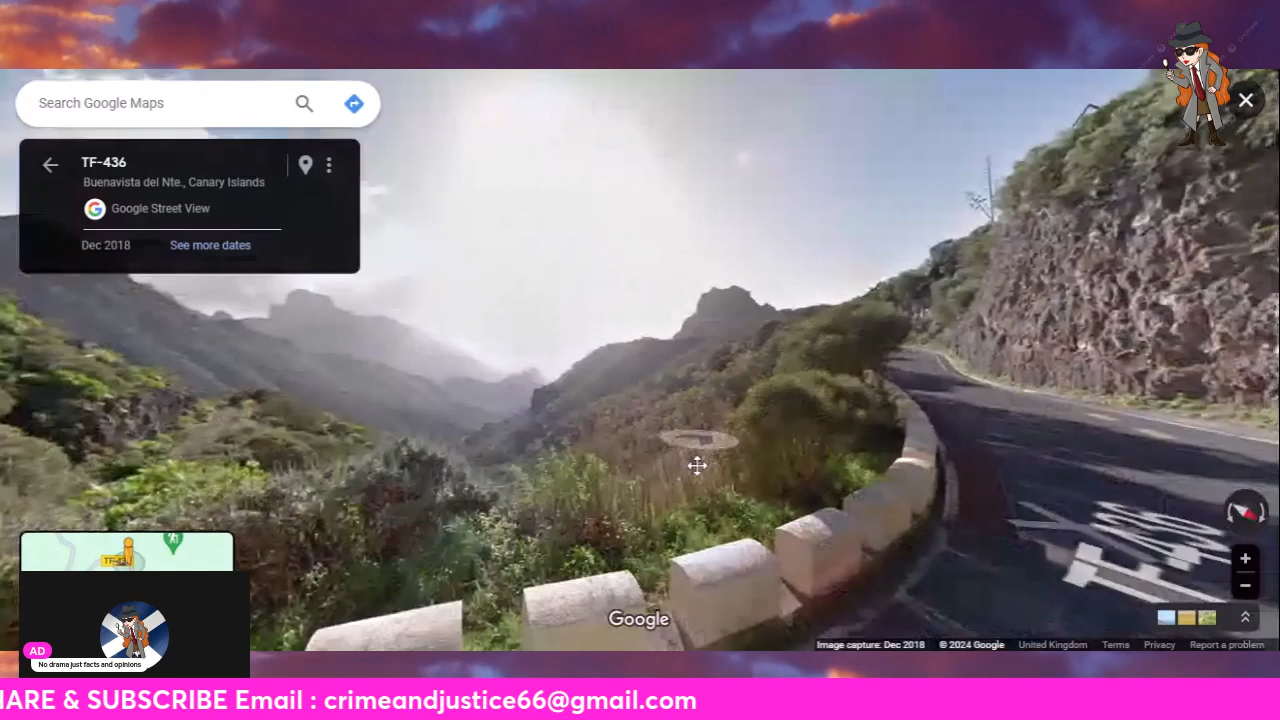 Search Google Maps
TF-436
Buenavista del Nte., Canary Islands
Google Street View
Dec 2018 See more dates
Google
Image capture: Dec 2018 © 2024 Google United Kingdom Terms Privacy Report a problem
AD
No drama just facts and opinions
HARE & SUBSCRIBE Email : crimeandjustice66@gmail.com